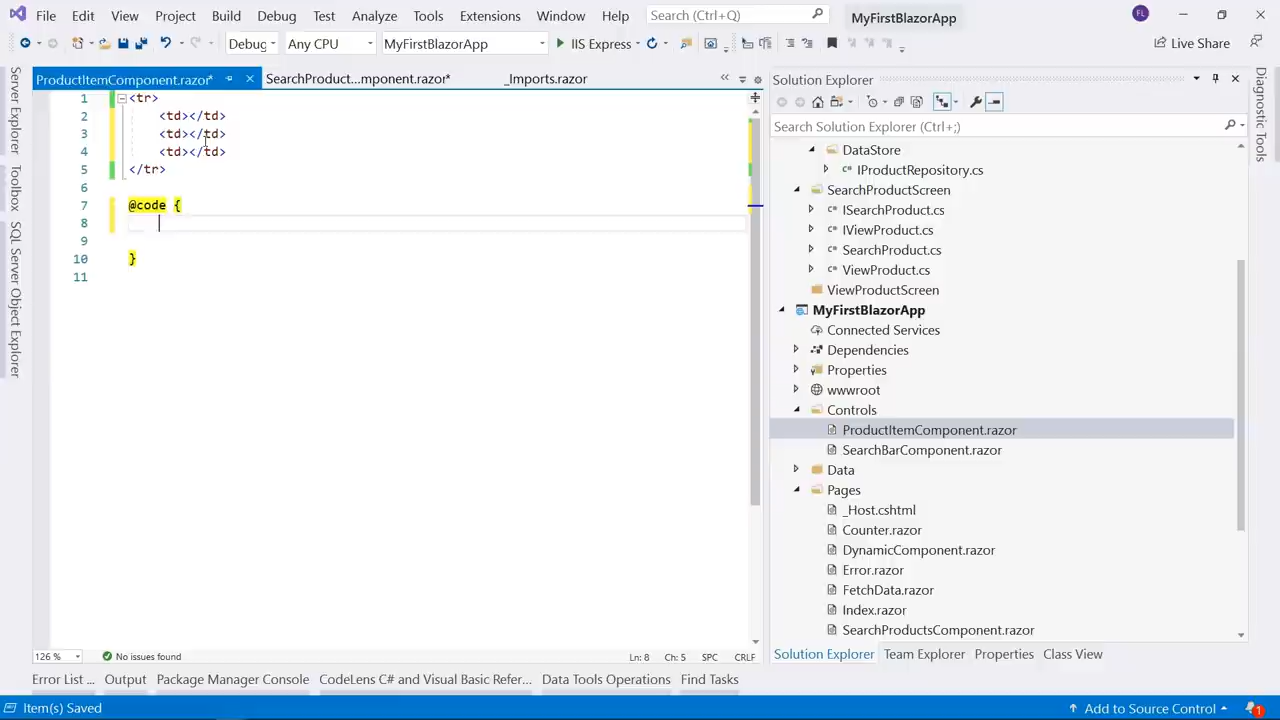 File Edit View Project Build Debug Test Analyze Tools Extensions Window Help Search (Ctrl+Q) MyFirstBlazorApp FL
Debug Any CPU MyFirstBlazorApp IIS Express Live Share
ProductItemComponent.razor* SearchProduct...mponent.razor* _Imports.razor
Server Explorer
Toolbox
SQL Server Object Explorer
1 <tr>
2 <td></td>
3 <td></td>
4 <td></td>
5 </tr>
6
7 @code {
8
9
10 }
11
126 % No issues found Ln: 8 Ch: 5 SPC CRLF
Solution Explorer
Search Solution Explorer (Ctrl+;)
DataStore
C# IProductRepository.cs
SearchProductScreen
C# ISearchProduct.cs
C# IViewProduct.cs
C# SearchProduct.cs
C# ViewProduct.cs
ViewProductScreen
MyFirstBlazorApp
Connected Services
Dependencies
Properties
wwwroot
Controls
ProductItemComponent.razor
SearchBarComponent.razor
Data
Pages
_Host.cshtml
Counter.razor
DynamicComponent.razor
Error.razor
FetchData.razor
Index.razor
SearchProductsComponent.razor
Solution Explorer Team Explorer Properties Class View
Diagnostic Tools
Error List ... Output Package Manager Console CodeLens C# and Visual Basic Refer... Data Tools Operations Find Tasks
Item(s) Saved Add to Source Control 1